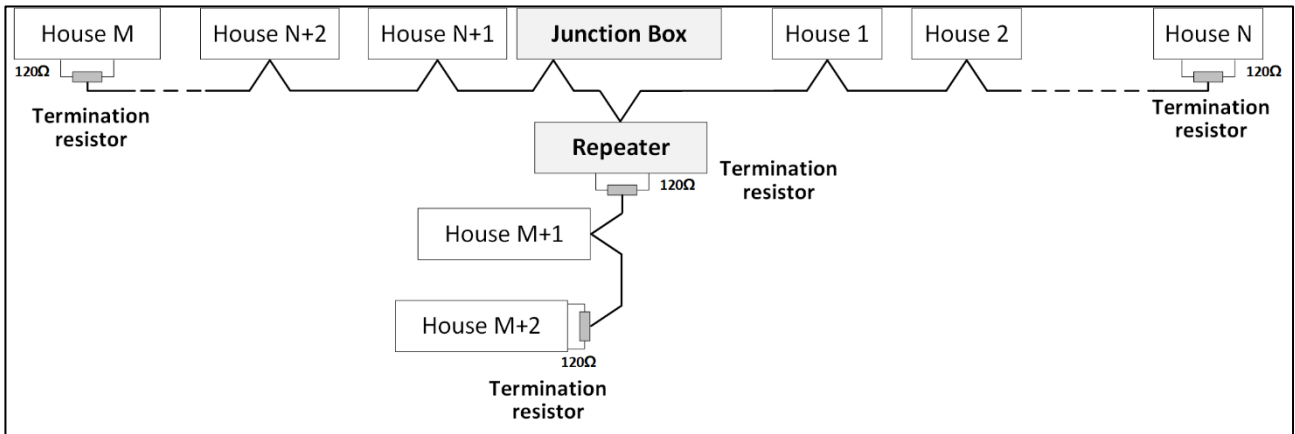 House M
House N+2
House N+1
Junction Box
House 1
House 2
House N
120Ω
120Ω
Termination
resistor
Termination
resistor
Repeater
120Ω
Termination
resistor
House M+1
House M+2
120Ω
Termination
resistor